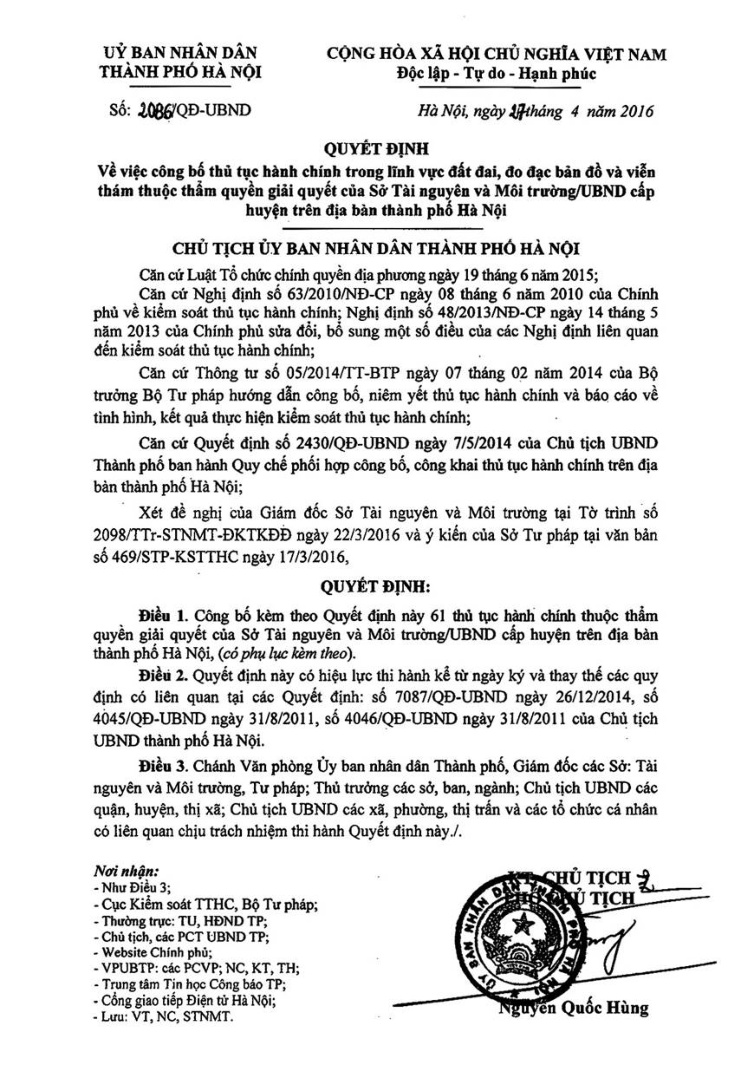 UỶ BAN NHÂN DÂN
THÀNH PHỐ HÀ NỘI
CỘNG HÒA XÃ HỘI CHỦ NGHĨA VIỆT NAM
Độc lập - Tự do - Hạnh phúc
Số: 2086/QĐ-UBND
Hà Nội, ngày 27 tháng 4 năm 2016
QUYẾT ĐỊNH
Về việc công bố thủ tục hành chính trong lĩnh vực đất đai, đo đạc bản đồ và viễn
thám thuộc thẩm quyền giải quyết của Sở Tài nguyên và Môi trường/UBND cấp
huyện trên địa bàn thành phố Hà Nội
CHỦ TỊCH ỦY BAN NHÂN DÂN THÀNH PHỐ HÀ NỘI
Căn cứ Luật Tổ chức chính quyền địa phương ngày 19 tháng 6 năm 2015;
Căn cứ Nghị định số 63/2010/NĐ-CP ngày 08 tháng 6 năm 2010 của Chính
phủ về kiểm soát thủ tục hành chính; Nghị định số 48/2013/NĐ-CP ngày 14 tháng 5
năm 2013 của Chính phủ sửa đổi, bổ sung một số điều của các Nghị định liên quan
đến kiểm soát thủ tục hành chính;
Căn cứ Thông tư số 05/2014/TT-BTP ngày 07 tháng 02 năm 2014 của Bộ
trưởng Bộ Tư pháp hướng dẫn công bố, niêm yết thủ tục hành chính và báo cáo về
tình hình, kết quả thực hiện kiểm soát thủ tục hành chính;
Căn cứ Quyết định số 2430/QĐ-UBND ngày 7/5/2014 của Chủ tịch UBND
Thành phố ban hành Quy chế phối hợp công bố, công khai thủ tục hành chính trên địa
bàn thành phố Hà Nội;
Xét đề nghị của Giám đốc Sở Tài nguyên và Môi trường tại Tờ trình số
2098/TTr-STNMT-ĐKTKĐĐ ngày 22/3/2016 và ý kiến của Sở Tư pháp tại văn bản
số 469/STP-KSTTHC ngày 17/3/2016,
QUYẾT ĐỊNH:
Điều 1. Công bố kèm theo Quyết định này 61 thủ tục hành chính thuộc thẩm
quyền giải quyết của Sở Tài nguyên và Môi trường/UBND cấp huyện trên địa bàn
thành phố Hà Nội, (có phụ lục kèm theo).
Điều 2. Quyết định này có hiệu lực thi hành kể từ ngày ký và thay thế các quy
định có liên quan tại các Quyết định: số 7087/QĐ-UBND ngày 26/12/2014, số
4045/QĐ-UBND ngày 31/8/2011, số 4046/QĐ-UBND ngày 31/8/2011 của Chủ tịch
UBND thành phố Hà Nội.
Điều 3. Chánh Văn phòng Ủy ban nhân dân Thành phố, Giám đốc các Sở: Tài
nguyên và Môi trường, Tư pháp; Thủ trưởng các sở, ban, ngành; Chủ tịch UBND các
quận, huyện, thị xã; Chủ tịch UBND các xã, phường, thị trấn và các tổ chức cá nhân
có liên quan chịu trách nhiệm thi hành Quyết định này./.
Nơi nhận:
- Như Điều 3;
- Cục Kiểm soát TTHC, Bộ Tư pháp;
- Thường trực: TU, HĐND TP;
- Chủ tịch, các PCT UBND TP;
- Website Chính phủ;
- VPUBTP: các PCVP; NC, KT, TH;
- Trung tâm Tin học Công báo TP;
- Cổng giao tiếp Điện tử Hà Nội;
- Lưu: VT, NC, STNMT.
KT. CHỦ TỊCH
PHÓ CHỦ TỊCH
ỦY BAN NHÂN DÂN THÀNH PHỐ HÀ NỘI
Nguyễn Quốc Hùng